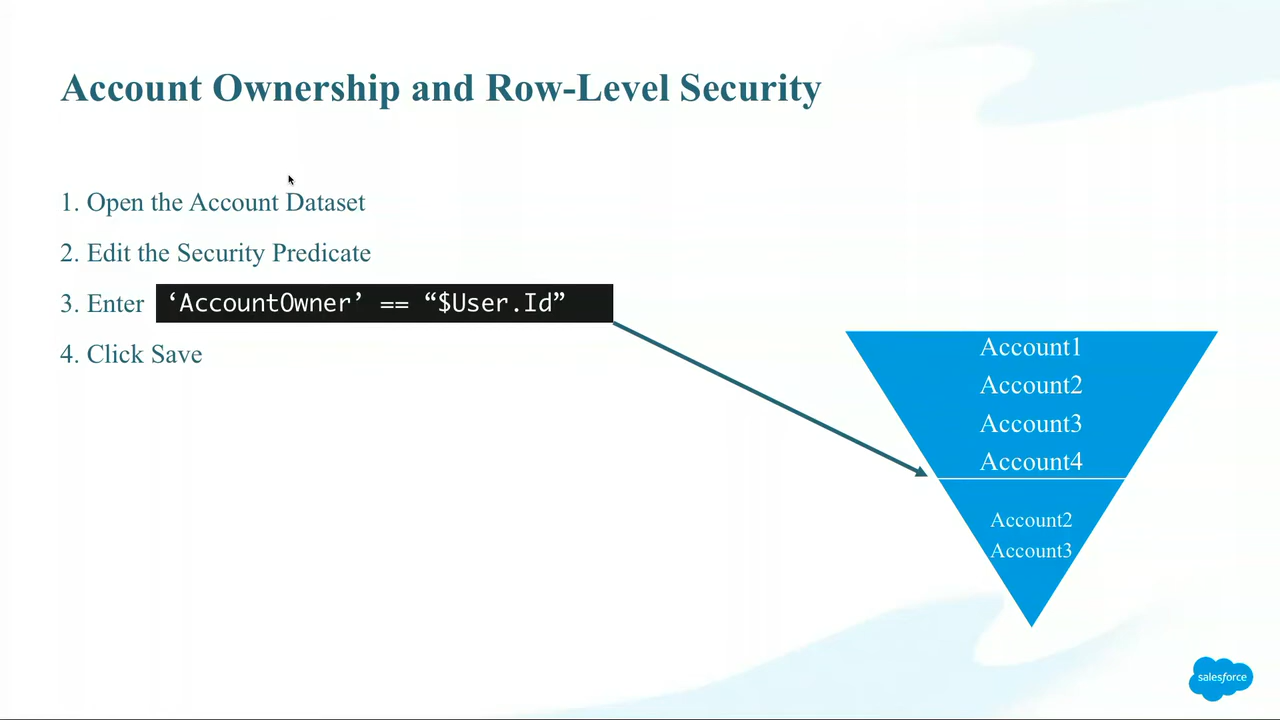 Account Ownership and Row-Level Security
1. Open the Account Dataset
2. Edit the Security Predicate
3. Enter ‘AccountOwner’ == “$User.Id”
4. Click Save
Account1
Account2
Account3
Account4
Account2
Account3
salesforce